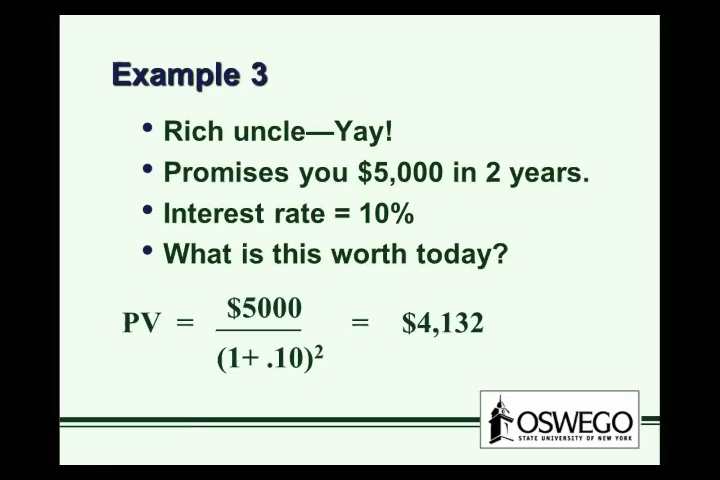 Example 3
• Rich uncle—Yay!
• Promises you $5,000 in 2 years.
• Interest rate = 10%
• What is this worth today?
PV = $5000 / (1+ .10)² = $4,132
OSWEGO
STATE UNIVERSITY OF NEW YORK